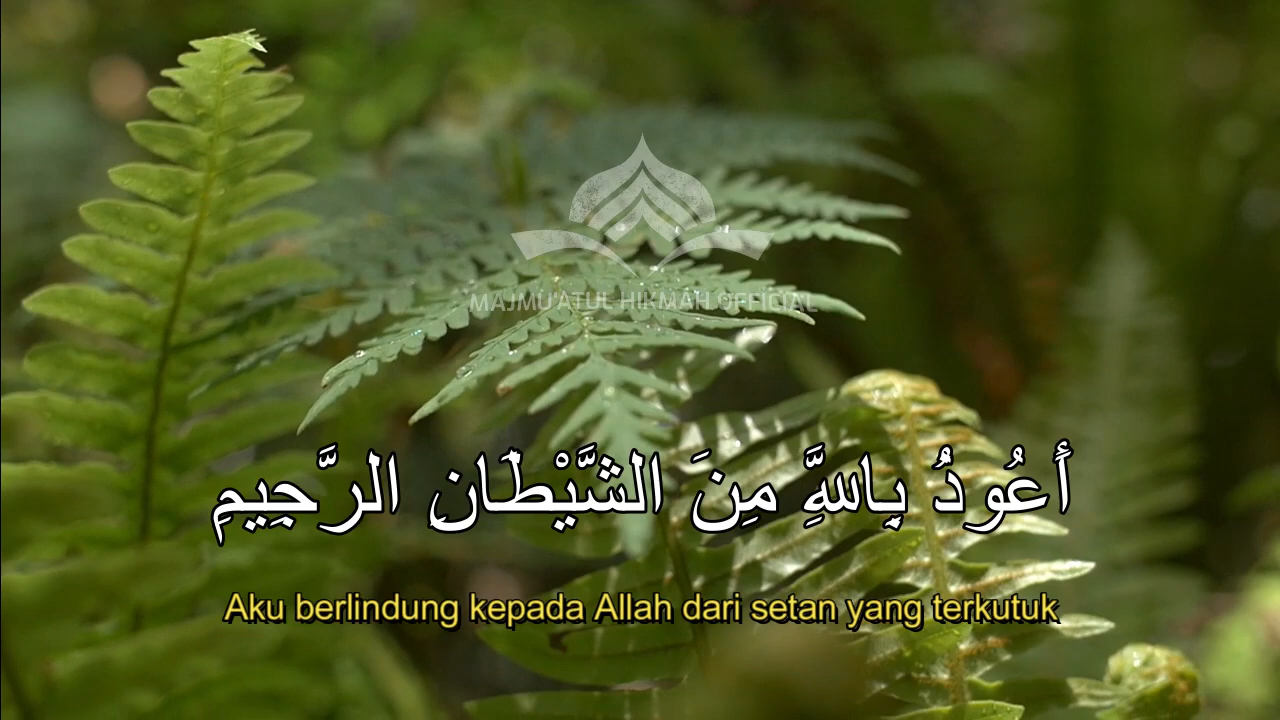 MAJMU'ATUL HIKMAH OFFICIAL
أَعُوذُ بِاللهَِّ مِنَ الشَّيْطَانِ الرَّجِيمِ
Aku berlindung kepada Allah dari setan yang terkutuk